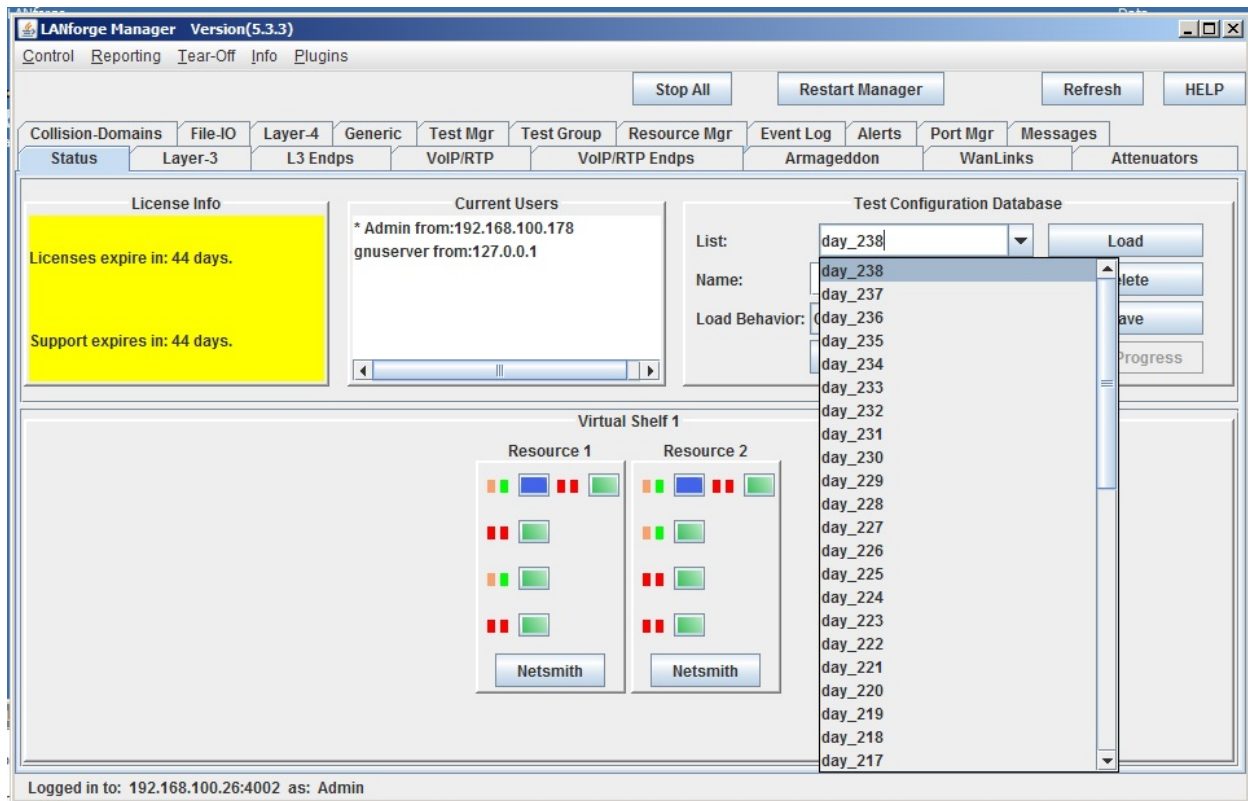 LANforge Manager Version(5.3.3)
Control Reporting Tear-Off Info Plugins
Stop All Restart Manager Refresh HELP
Collision-Domains File-IO Layer-4 Generic Test Mgr Test Group Resource Mgr Event Log Alerts Port Mgr Messages
Status Layer-3 L3 Endps VoIP/RTP VoIP/RTP Endps Armageddon WanLinks Attenuators
License Info
Licenses expire in: 44 days.
Support expires in: 44 days.
Current Users
* Admin from:192.168.100.178
gnuserver from:127.0.0.1
Test Configuration Database
List: day_238 Load
Name:
Load Behavior:
Progress
day_238
day_237
day_236
day_235
day_234
day_233
day_232
day_231
day_230
day_229
day_228
day_227
day_226
day_225
day_224
day_223
day_222
day_221
day_220
day_219
day_218
day_217
Virtual Shelf 1
Resource 1 Resource 2
Netsmith Netsmith
Logged in to: 192.168.100.26:4002 as: Admin